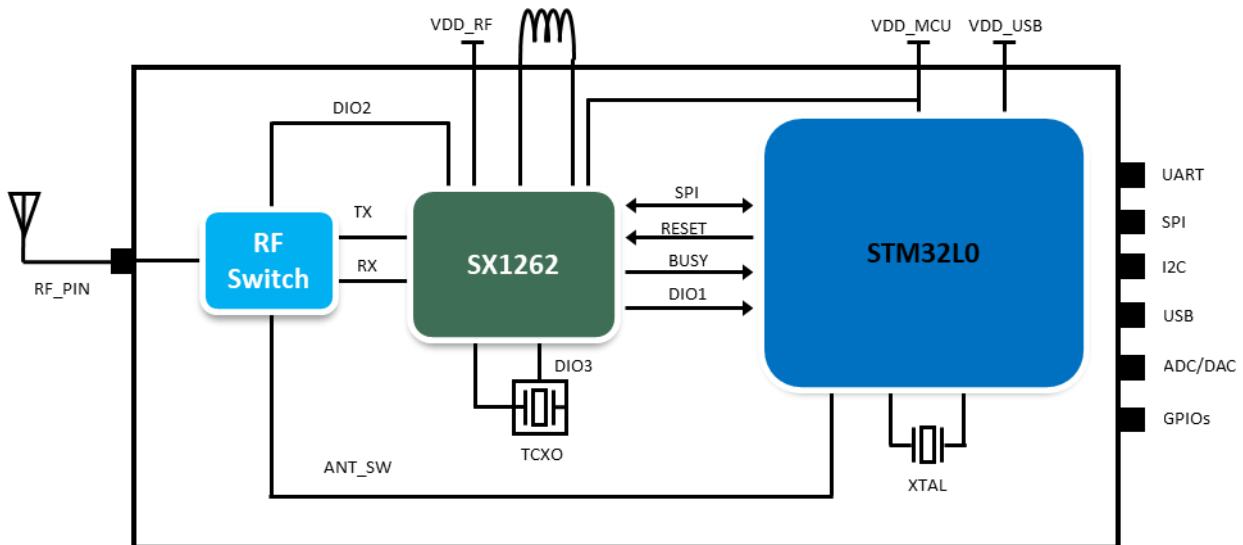 VDD_RF
VDD_MCU
VDD_USB
DIO2
UART
SPI
TX
SPI
RESET
RF
Switch
SX1262
STM32L0
BUSY
I2C
RX
RF_PIN
DIO1
USB
DIO3
ADC/DAC
GPIOs
TCXO
ANT_SW
XTAL